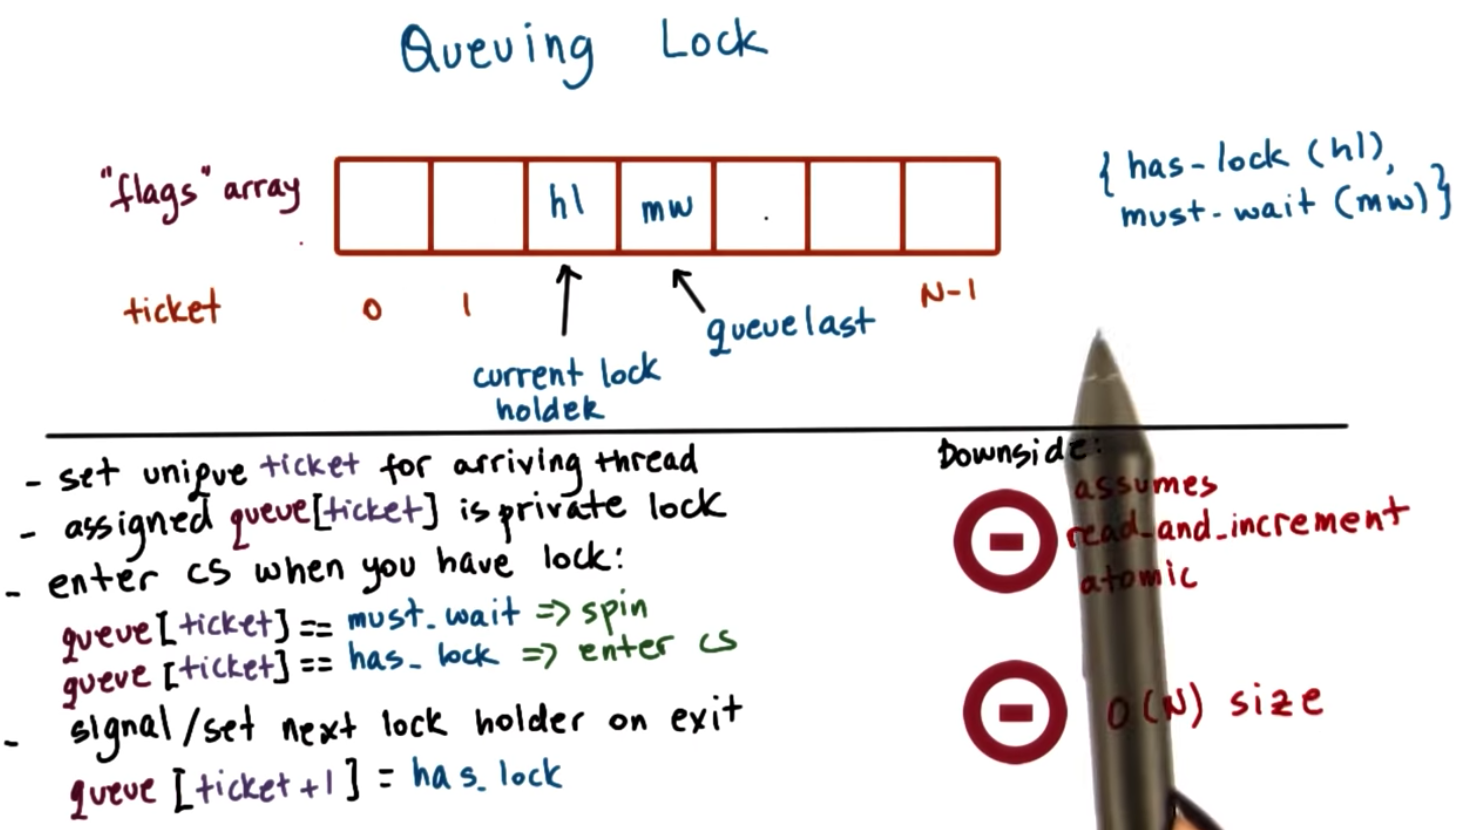 Queuing Lock
"flags" array
hl
mw
{has-lock (hl),
must-wait (mw)}
ticket
0
1
N-1
current lock
holder
queuelast
- set unique ticket for arriving thread
- assigned queue[ticket] is private lock
- enter cs when you have lock:
queue[ticket] == must_wait => spin
queue [ticket] == has_lock => enter cs
- signal/set next lock holder on exit
queue [ticket+1] = has_lock
Downside:
assumes
read_and_increment
atomic
O(N) size